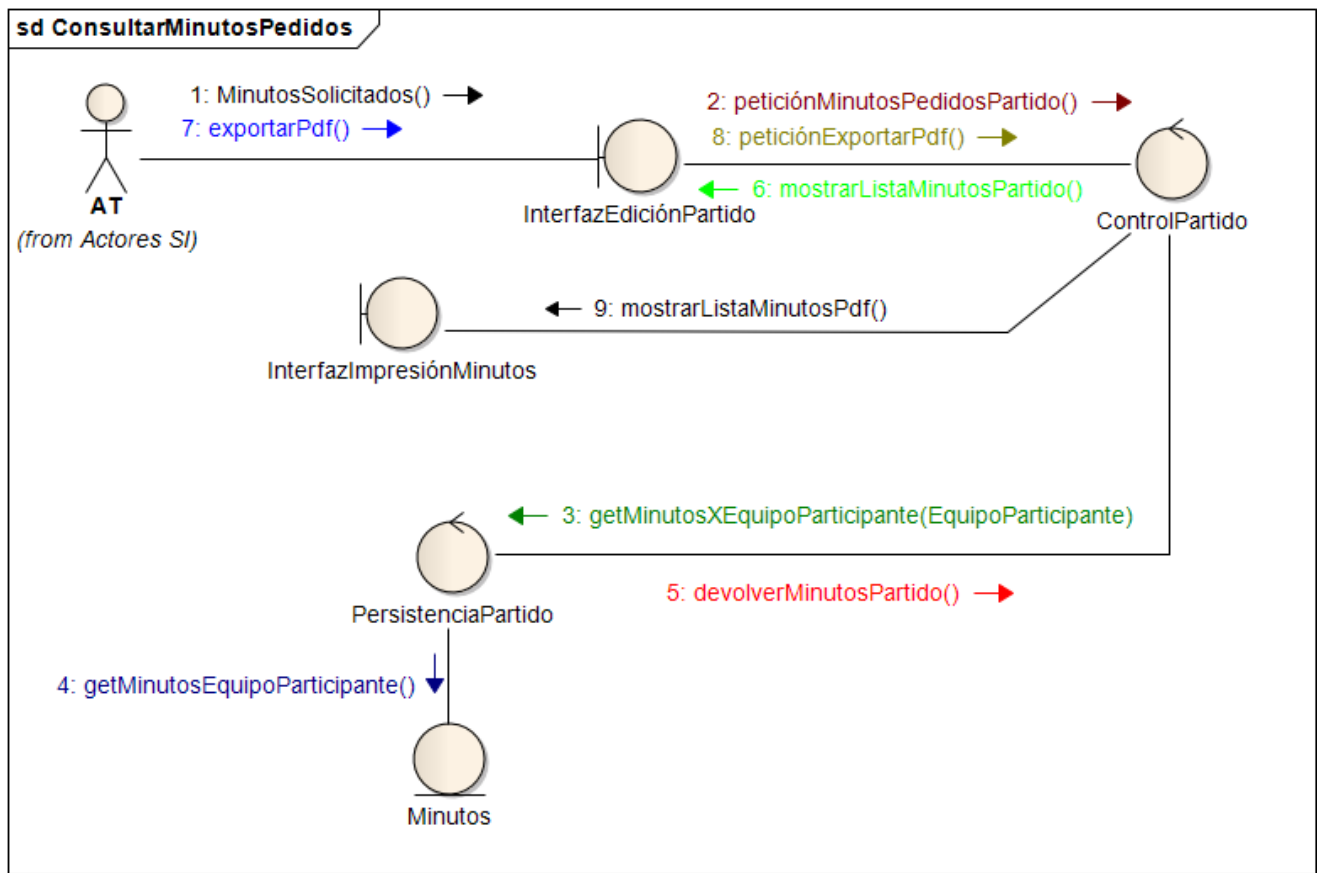 sd ConsultarMinutosPedidos
1: MinutosSolicitados()
7: exportarPdf()
2: peticiónMinutosPedidosPartido()
8: peticiónExportarPdf()
6: mostrarListaMinutosPartido()
AT
(from Actores SI)
InterfazEdiciónPartido
ControlPartido
9: mostrarListaMinutosPdf()
InterfazImpresiónMinutos
3: getMinutosXEquipoParticipante(EquipoParticipante)
5: devolverMinutosPartido()
PersistenciaPartido
4: getMinutosEquipoParticipante()
Minutos